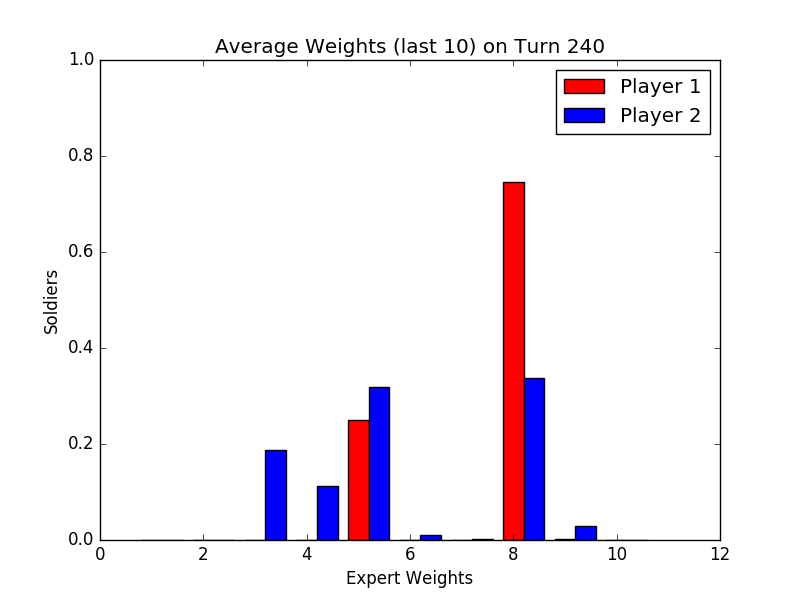 Average Weights (last 10) on Turn 240
1.0
Player 1
Player 2
0.8
0.6
0.4
0.2
0.0
Soldiers
0 2 4 6 8 10 12
Expert Weights